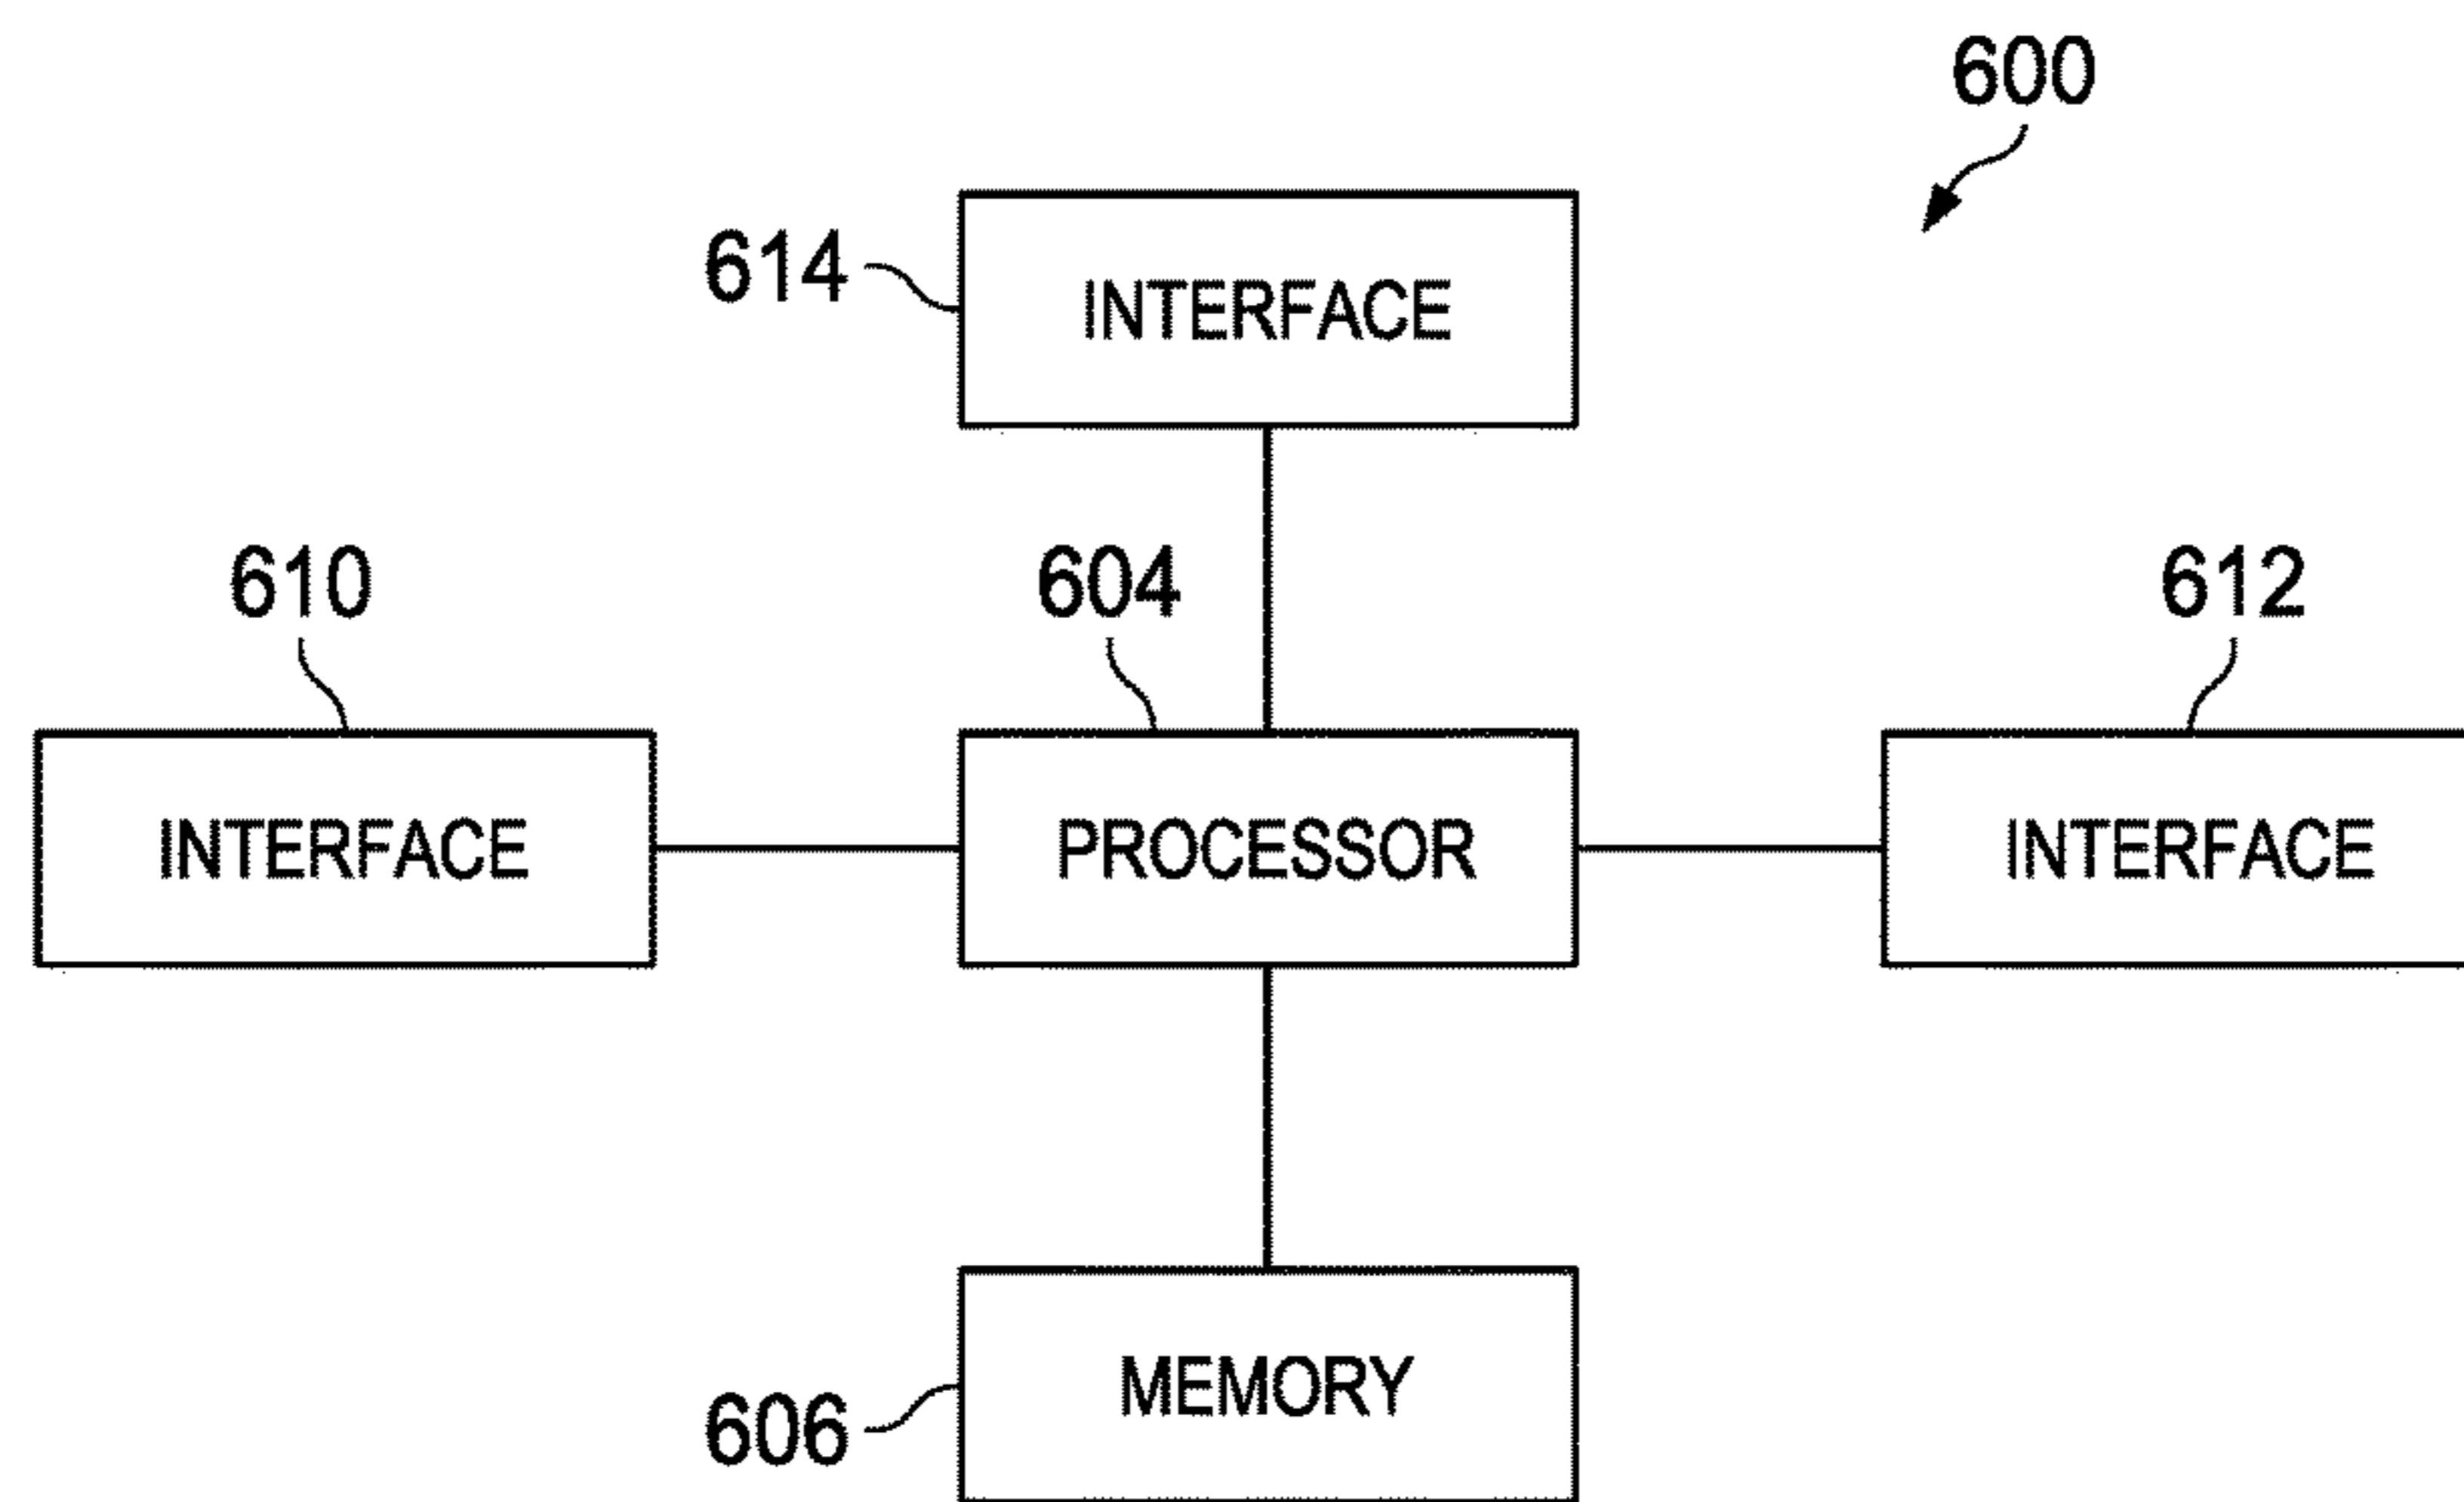 600
614
INTERFACE
610
604
612
INTERFACE
PROCESSOR
INTERFACE
MEMORY
606